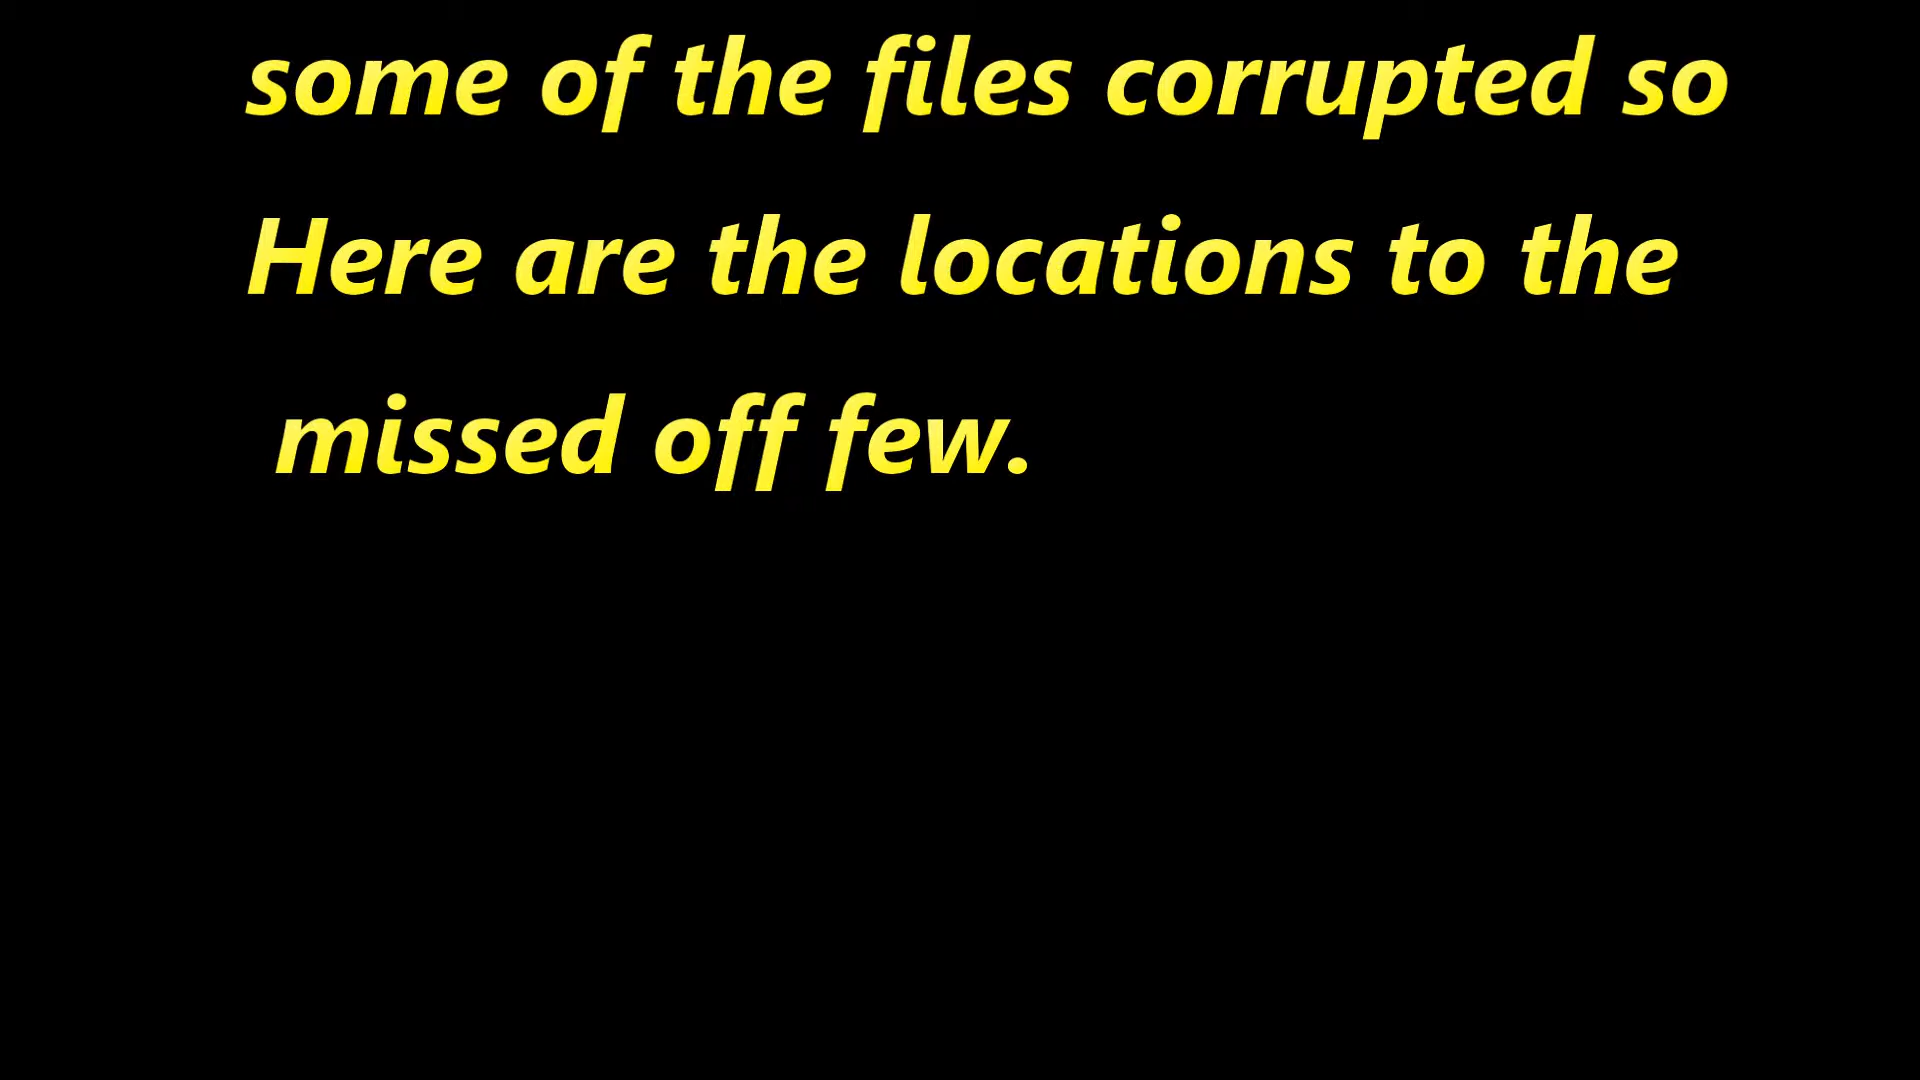 some of the files corrupted so
Here are the locations to the
missed off few.